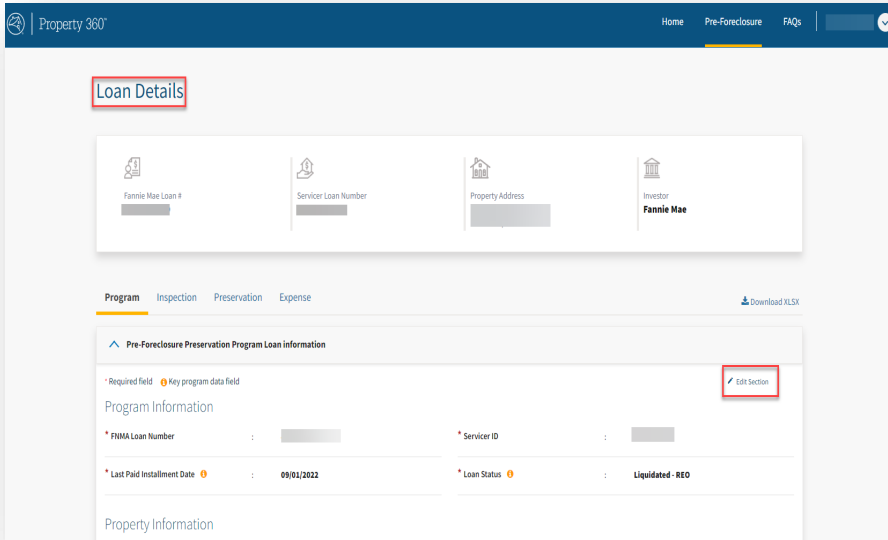 Property 360™
Home Pre-Foreclosure FAQs
Loan Details
Fannie Mae Loan # Servicer Loan Number Property Address Investor
Fannie Mae
Program Inspection Preservation Expense Download XLSX
Pre-Foreclosure Preservation Program Loan information
* Required field Key program data field Edit Section
Program Information
* FNMA Loan Number : * Servicer ID :
* Last Paid Installment Date : 09/01/2022 * Loan Status : Liquidated - REO
Property Information